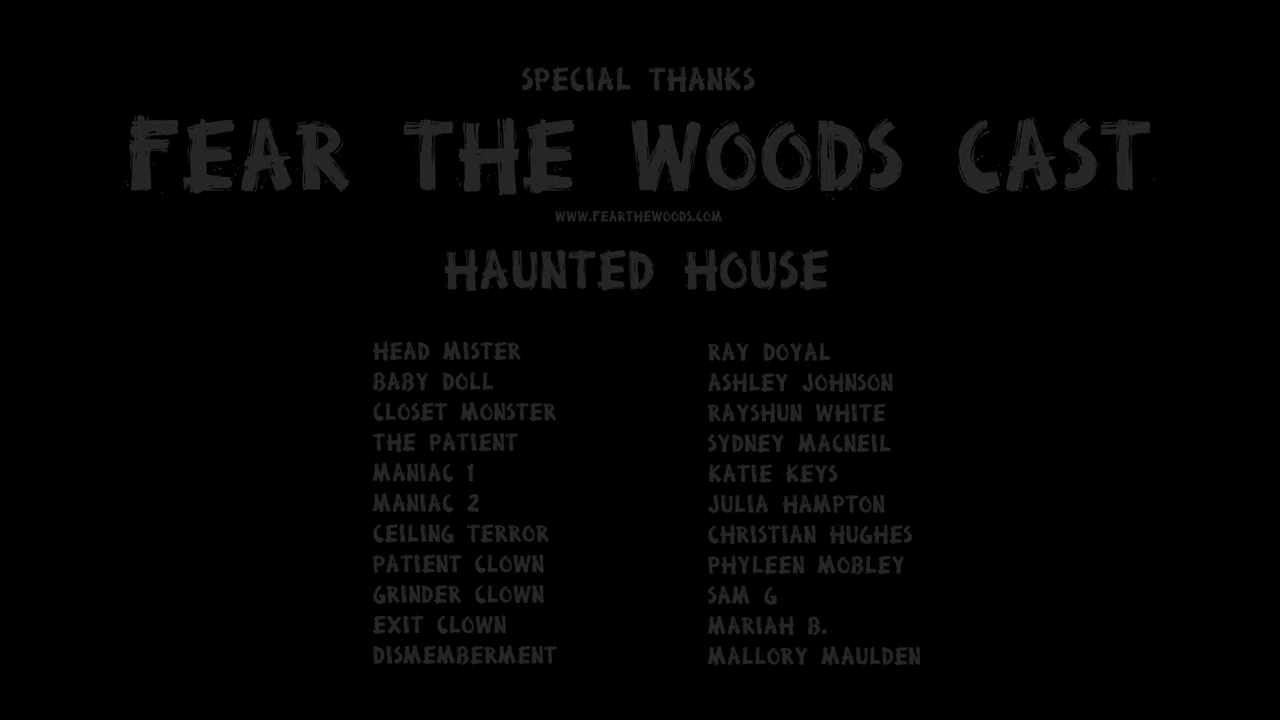 SPECIAL THANKS
FEAR THE WOODS CAST
WWW.FEARTHEWOODS.COM
HAUNTED HOUSE
HEAD MISTER RAY DOYAL
BABY DOLL ASHLEY JOHNSON
CLOSET MONSTER RAYSHUN WHITE
THE PATIENT SYDNEY MACNEIL
MANIAC 1 KATIE KEYS
MANIAC 2 JULIA HAMPTON
CEILING TERROR CHRISTIAN HUGHES
PATIENT CLOWN PHYLEEN MOBLEY
GRINDER CLOWN SAM G
EXIT CLOWN MARIAH B.
DISMEMBERMENT MALLORY MAULDEN